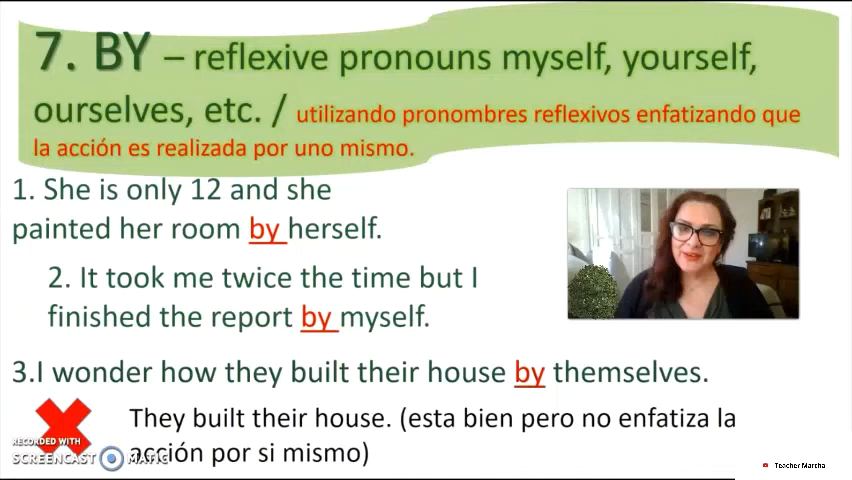 7. BY – reflexive pronouns myself, yourself,
ourselves, etc. / utilizando pronombres reflexivos enfatizando que
la acción es realizada por uno mismo.
1. She is only 12 and she
painted her room by herself.
2. It took me twice the time but I
finished the report by myself.
3.I wonder how they built their house by themselves.
They built their house. (esta bien pero no enfatiza la
acción por si mismo)
RECORDED WITH
SCREENCAST MATIC
Teacher Martha